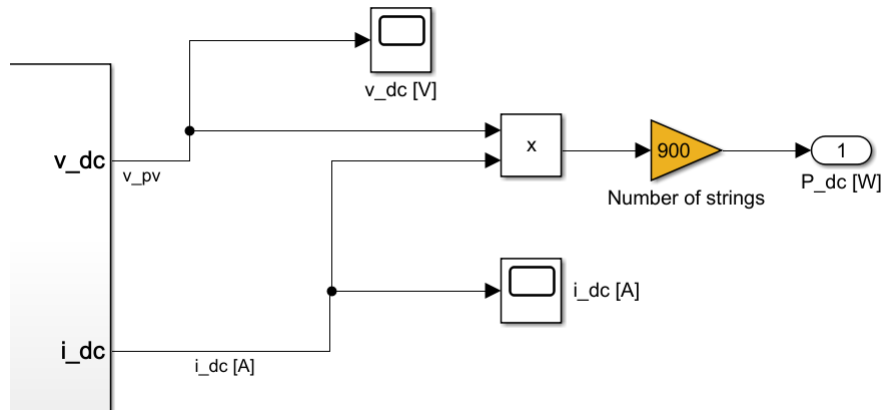 v_dc [V]
v_dc
v_pv
x
900
1
Number of strings
P_dc [W]
i_dc [A]
i_dc
i_dc [A]